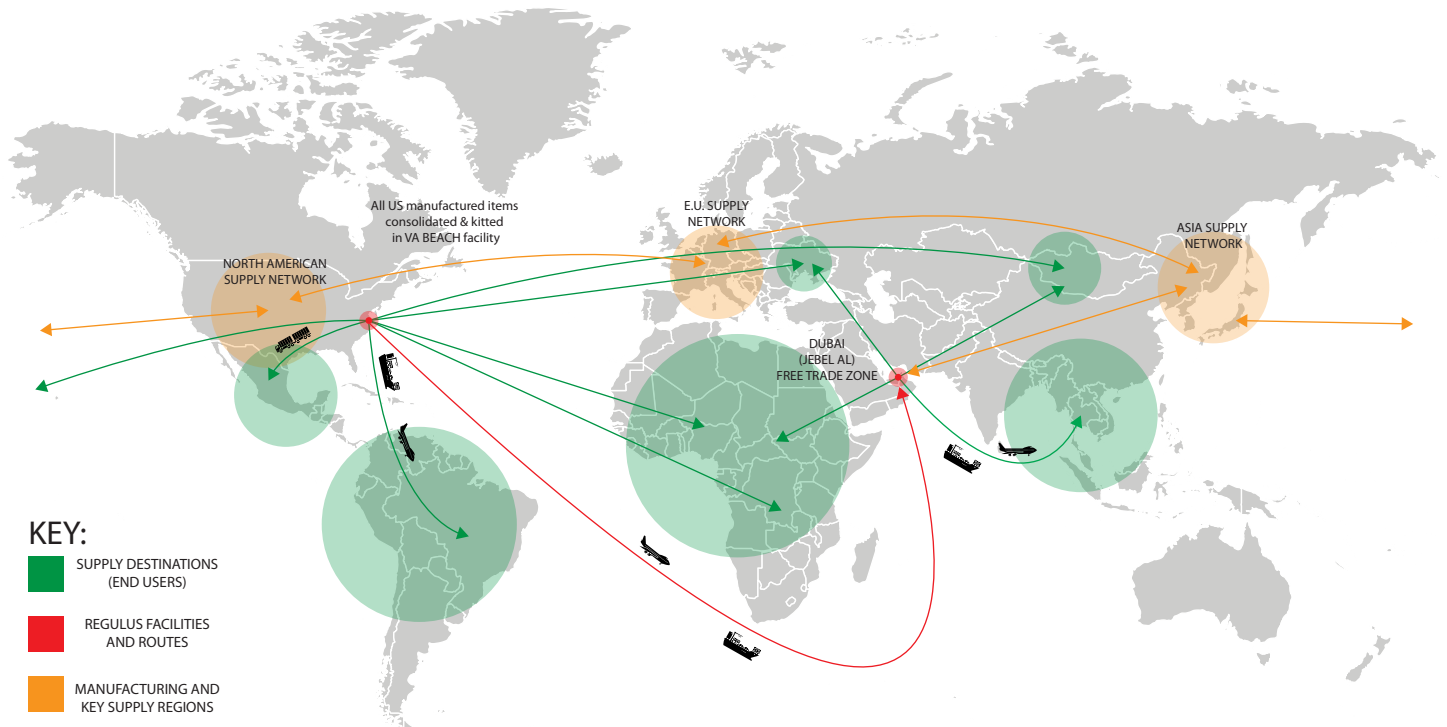 All US manufactured items
consolidated & kitted
in VA BEACH facility
E.U. SUPPLY
NETWORK
ASIA SUPPLY
NETWORK
NORTH AMERICAN
SUPPLY NETWORK
DUBAI
(JEBEL AL)
FREE TRADE ZONE
KEY:
SUPPLY DESTINATIONS
(END USERS)
REGULUS FACILITIES
AND ROUTES
MANUFACTURING AND
KEY SUPPLY REGIONS